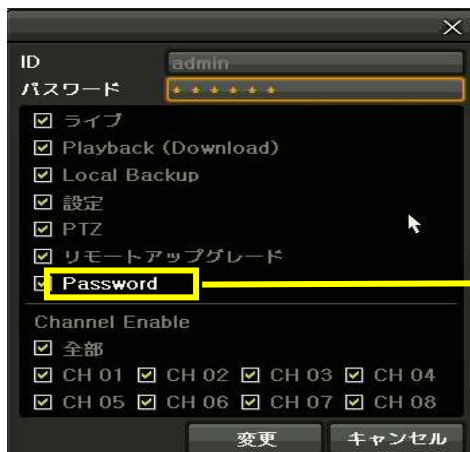 ID admin
パスワード ******
ライブ
Playback (Download)
Local Backup
設定
PTZ
リモートアップグレード
Password
Channel Enable
全部
CH 01 CH 02 CH 03 CH 04
CH 05 CH 06 CH 07 CH 08
変更 キャンセル